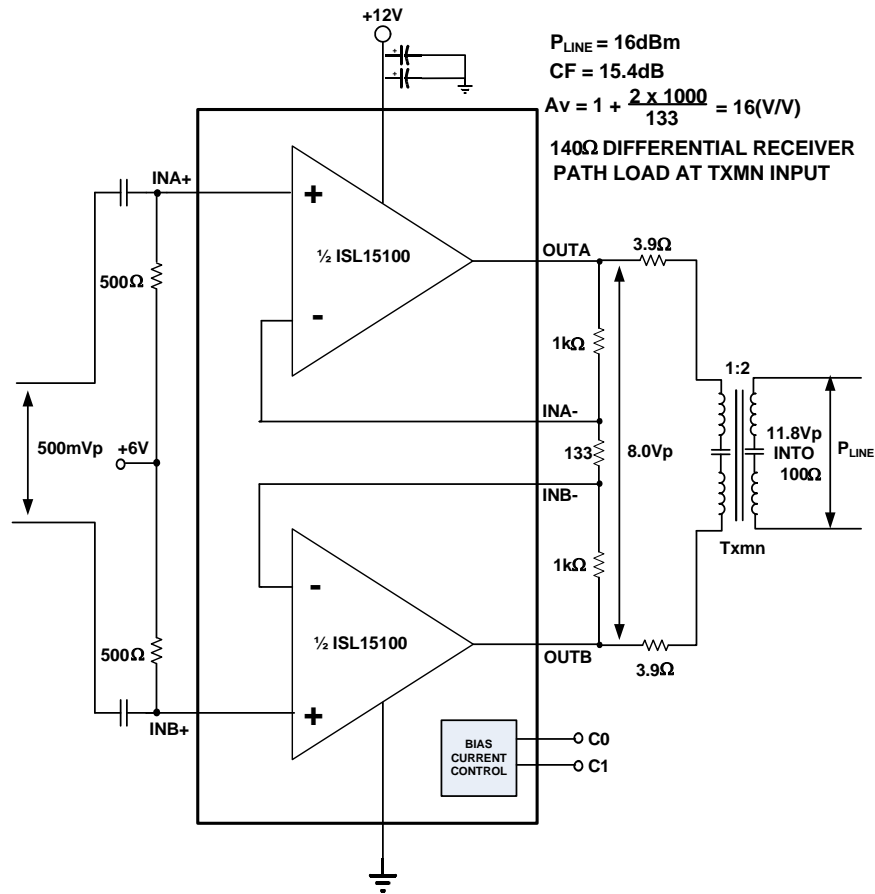 +12V
PLINE = 16dBm
CF = 15.4dB
Av = 1 + 2 x 1000 / 133 = 16(V/V)
140Ω DIFFERENTIAL RECEIVER
PATH LOAD AT TXMN INPUT
INA+
+
½ ISL15100
-
OUTA
3.9Ω
500Ω
1kΩ
1:2
INA-
500mVp
+6V
133
8.0Vp
11.8Vp
INTO
100Ω
PLINE
INB-
Txmn
1kΩ
-
½ ISL15100
500Ω
OUTB
3.9Ω
+
INB+
BIAS
CURRENT
CONTROL
C0
C1
+
+